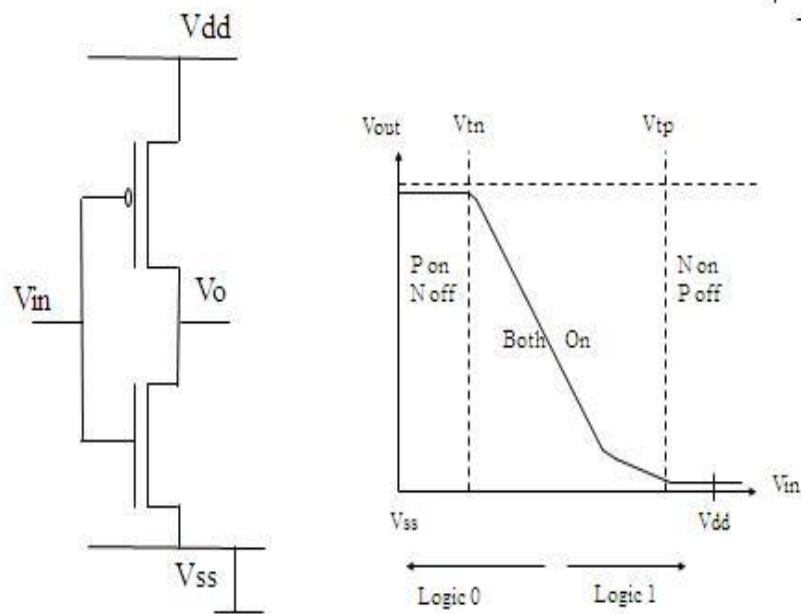 Vdd
Vin
Vo
Vss
Vout
Vtn
Vtp
P on
N off
Both On
N on
P off
Vin
Vss
Vdd
Logic 0
Logic 1